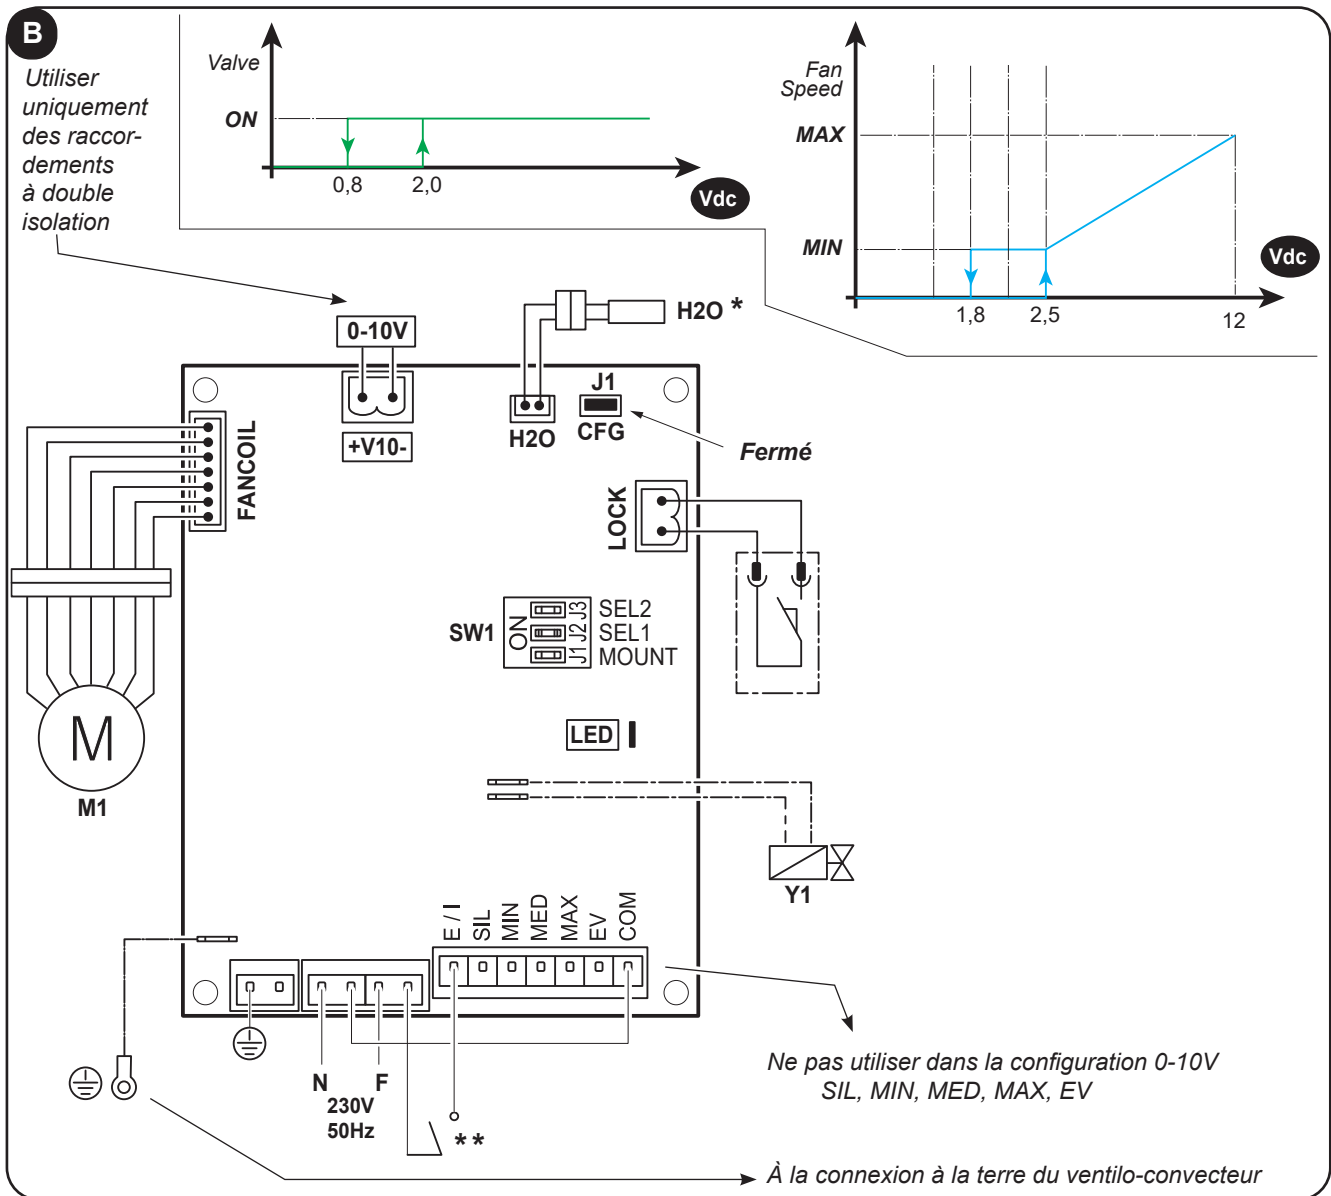 B
Utiliser
uniquement
des raccor-
dements
à double
isolation
Valve
ON
0,8
2,0
Vdc
Fan
Speed
MAX
MIN
1,8
2,5
12
Vdc
0-10V
+V10-
H2O *
H2O
J1
CFG
Fermé
FANCOIL
LOCK
SW1
ON
J3 SEL2
J2 SEL1
J1 MOUNT
LED
M
M1
Y1
E / I
SIL
MIN
MED
MAX
EV
COM
N F
230V
50Hz
**
Ne pas utiliser dans la configuration 0-10V
SIL, MIN, MED, MAX, EV
À la connexion à la terre du ventilo-convecteur